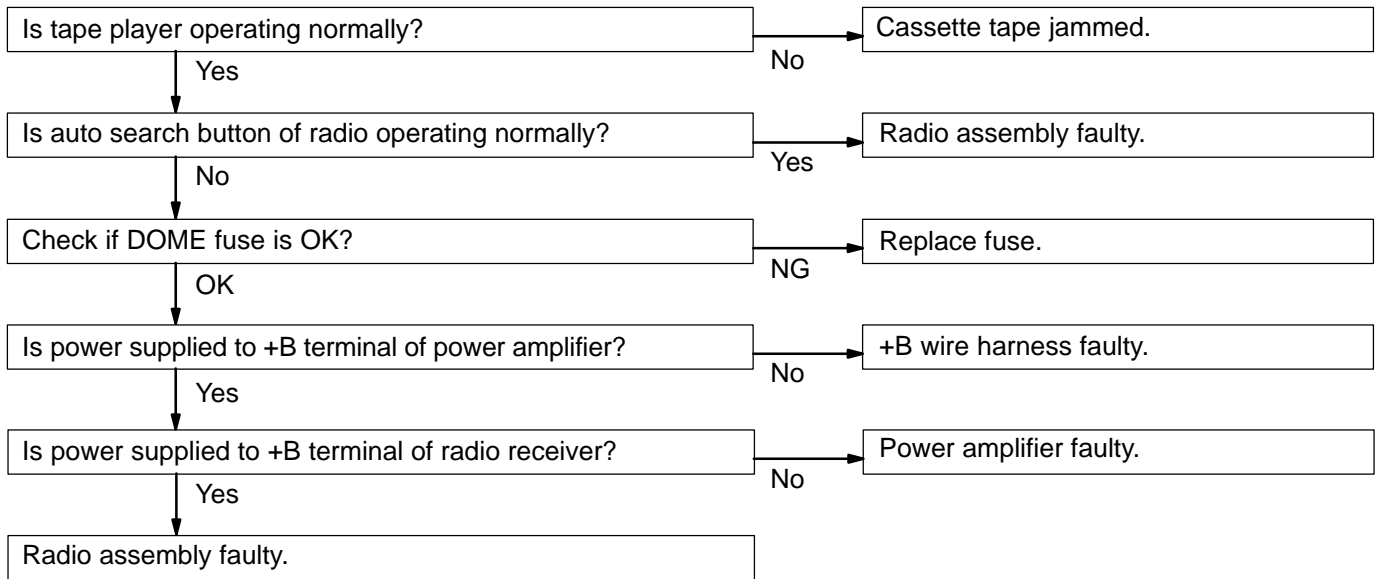 Is tape player operating normally?
No
Cassette tape jammed.
Yes
Is auto search button of radio operating normally?
Yes
Radio assembly faulty.
No
Check if DOME fuse is OK?
NG
Replace fuse.
OK
Is power supplied to +B terminal of power amplifier?
No
+B wire harness faulty.
Yes
Is power supplied to +B terminal of radio receiver?
No
Power amplifier faulty.
Yes
Radio assembly faulty.